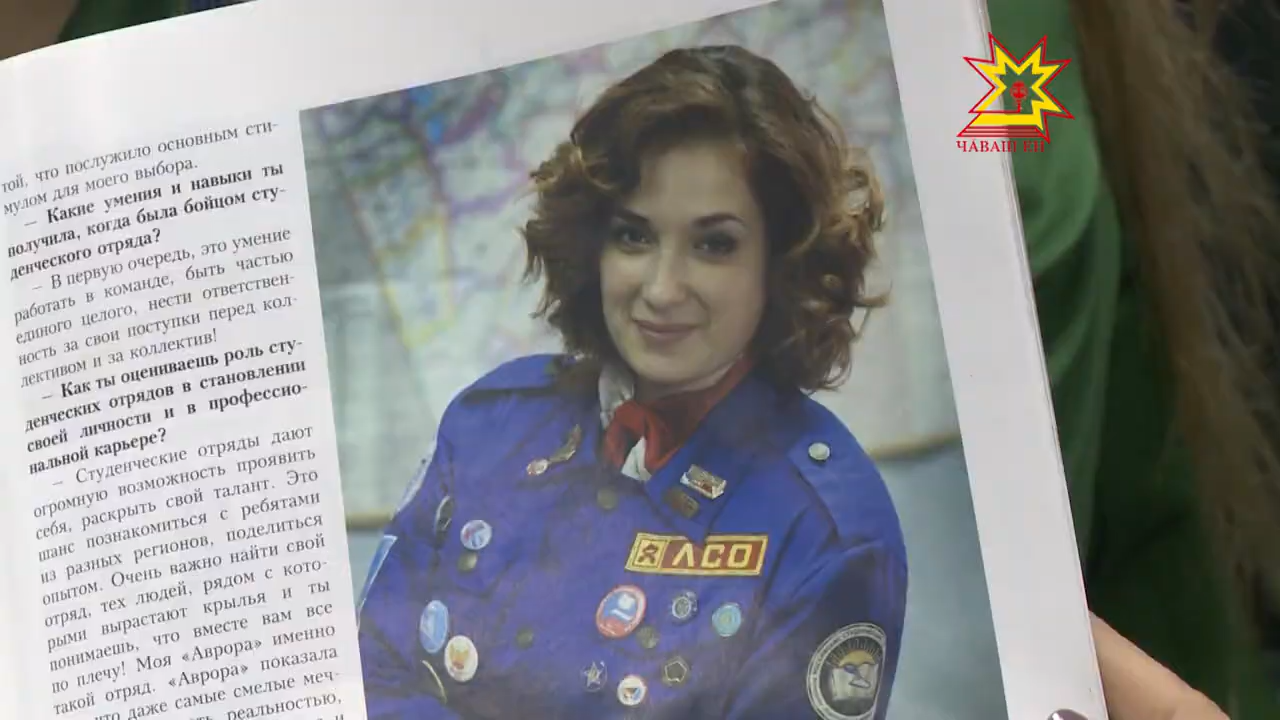 той, что послужило основным сти-
мулом для моего выбора.
– Какие умения и навыки ты
получила, когда была бойцом сту-
денческого отряда?
– В первую очередь, это умение
работать в команде, быть частью
единого целого, нести ответствен-
ность за свои поступки перед кол-
лективом и за коллектив!
– Как ты оцениваешь роль сту-
денческих отрядов в становлении
своей личности и в профессио-
нальной карьере?
– Студенческие отряды дают
огромную возможность проявить
себя, раскрыть свой талант. Это
шанс познакомиться с ребятами
из разных регионов, поделиться
опытом. Очень важно найти свой
отряд, тех людей, рядом с кото-
рыми вырастают крылья и ты
понимаешь, что вместе вам все
по плечу! Моя «Аврора» именно
такой отряд. «Аврора» показала
что даже самые смелые меч-
реальностью,
ЛСО
ЧӐВАШ ЕН